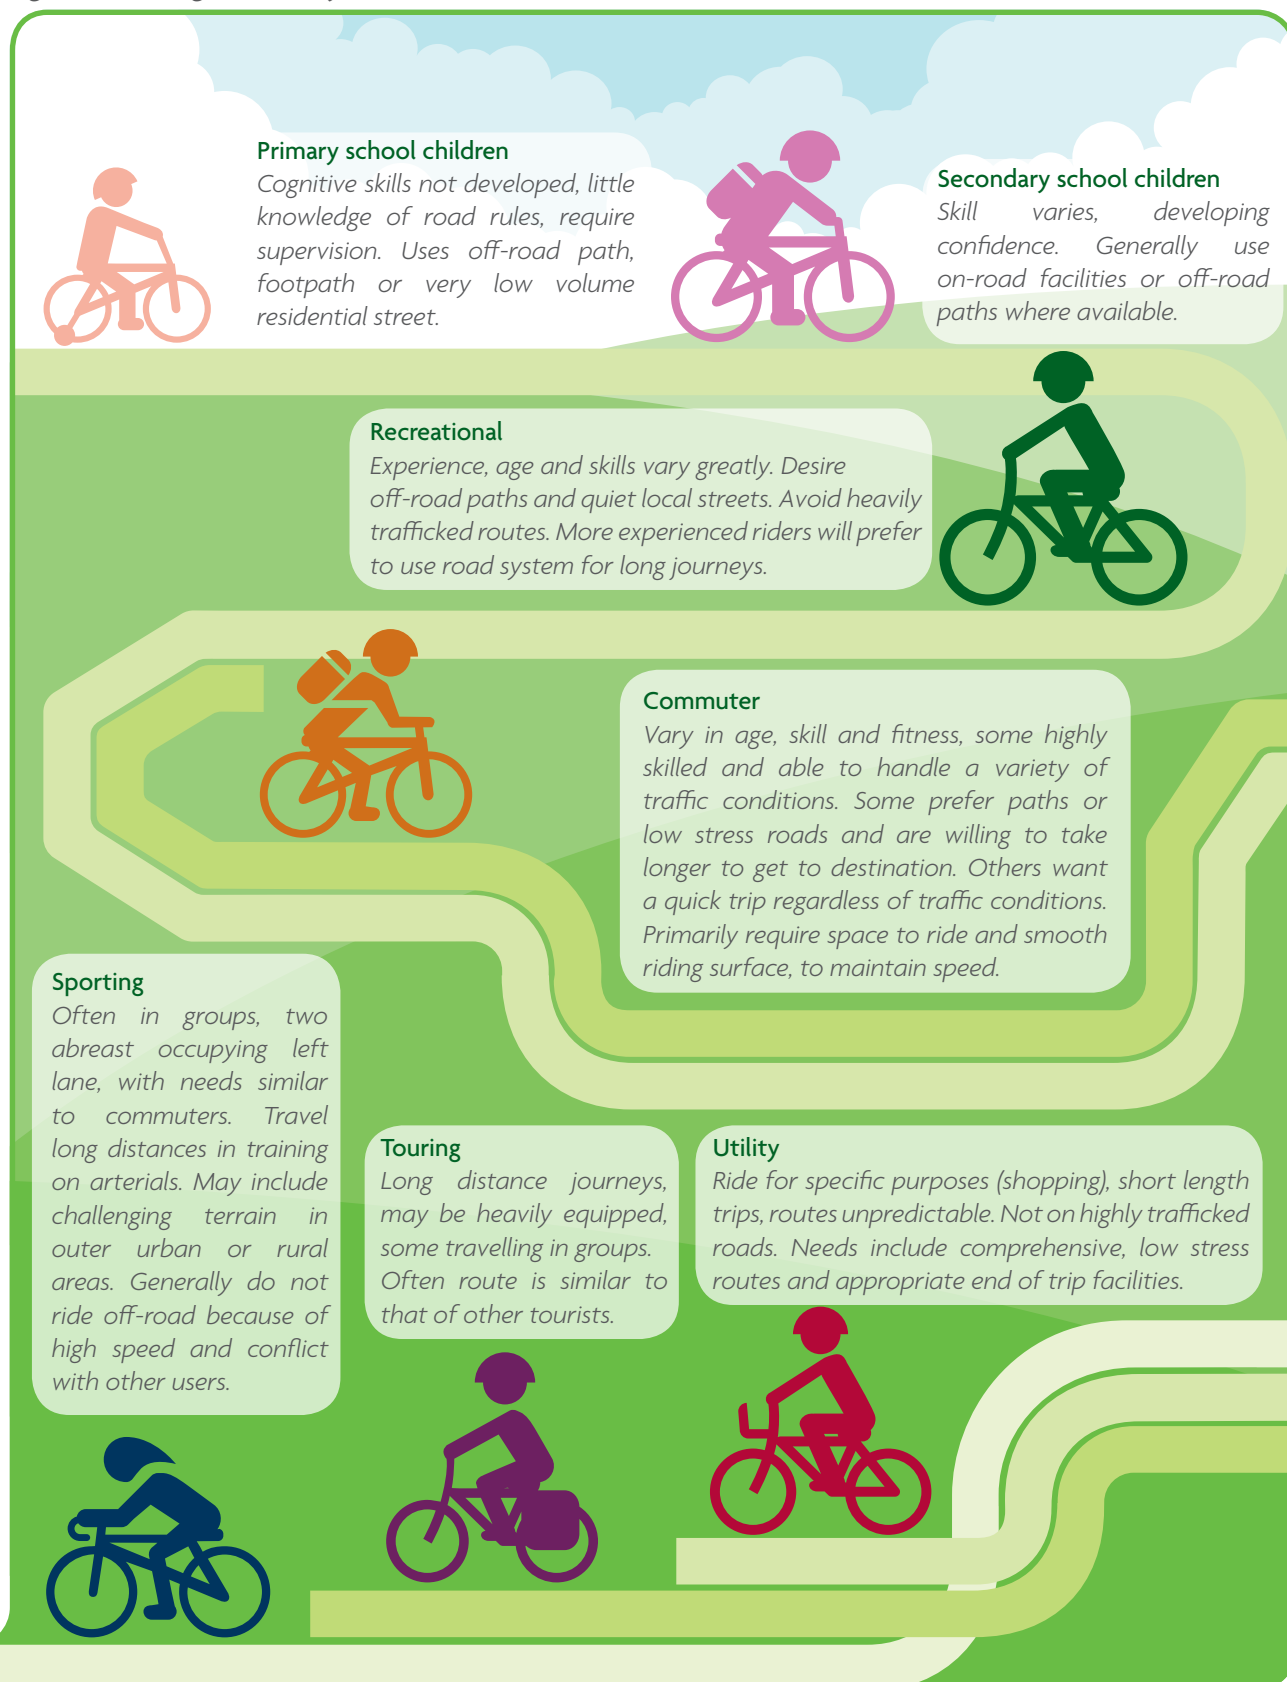 Primary school children
Cognitive skills not developed, little
knowledge of road rules, require
supervision. Uses off-road path,
footpath or very low volume
residential street.
Secondary school children
Skill varies, developing
confidence. Generally use
on-road facilities or off-road
paths where available.
Recreational
Experience, age and skills vary greatly. Desire
off-road paths and quiet local streets. Avoid heavily
trafficked routes. More experienced riders will prefer
to use road system for long journeys.
Commuter
Vary in age, skill and fitness, some highly
skilled and able to handle a variety of
traffic conditions. Some prefer paths or
low stress roads and are willing to take
longer to get to destination. Others want
a quick trip regardless of traffic conditions.
Primarily require space to ride and smooth
riding surface, to maintain speed.
Sporting
Often in groups, two
abreast occupying left
lane, with needs similar
to commuters. Travel
long distances in training
on arterials. May include
challenging terrain in
outer urban or rural
areas. Generally do not
ride off-road because of
high speed and conflict
with other users.
Touring
Long distance journeys,
may be heavily equipped,
some travelling in groups.
Often route is similar to
that of other tourists.
Utility
Ride for specific purposes (shopping), short length
trips, routes unpredictable. Not on highly trafficked
roads. Needs include comprehensive, low stress
routes and appropriate end of trip facilities.